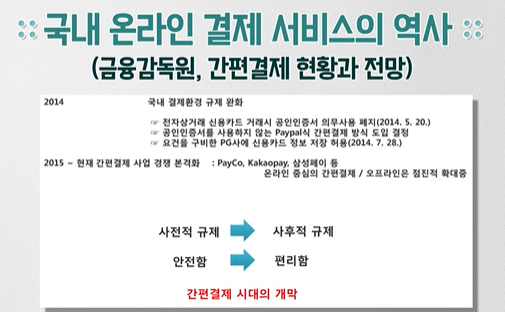 국내 온라인 결제 서비스의 역사
(금융감독원, 간편결제 현황과 전망)
2014 국내 결제환경 규제 완화
☞ 전자상거래 신용카드 거래시 공인인증서 의무사용 폐지(2014. 5. 20.)
☞ 공인인증서를 사용하지 않는 Paypal식 간편결제 방식 도입 결정
☞ 요건을 구비한 PG사에 신용카드 정보 저장 허용(2014. 7. 28.)
2015 ~ 현재 간편결제 사업 경쟁 본격화 : PayCo, Kakaopay, 삼성페이 등
온라인 중심의 간편결제 / 오프라인은 점진적 확대중
사전적 규제 사후적 규제
안전함 편리함
간편결제 시대의 개막